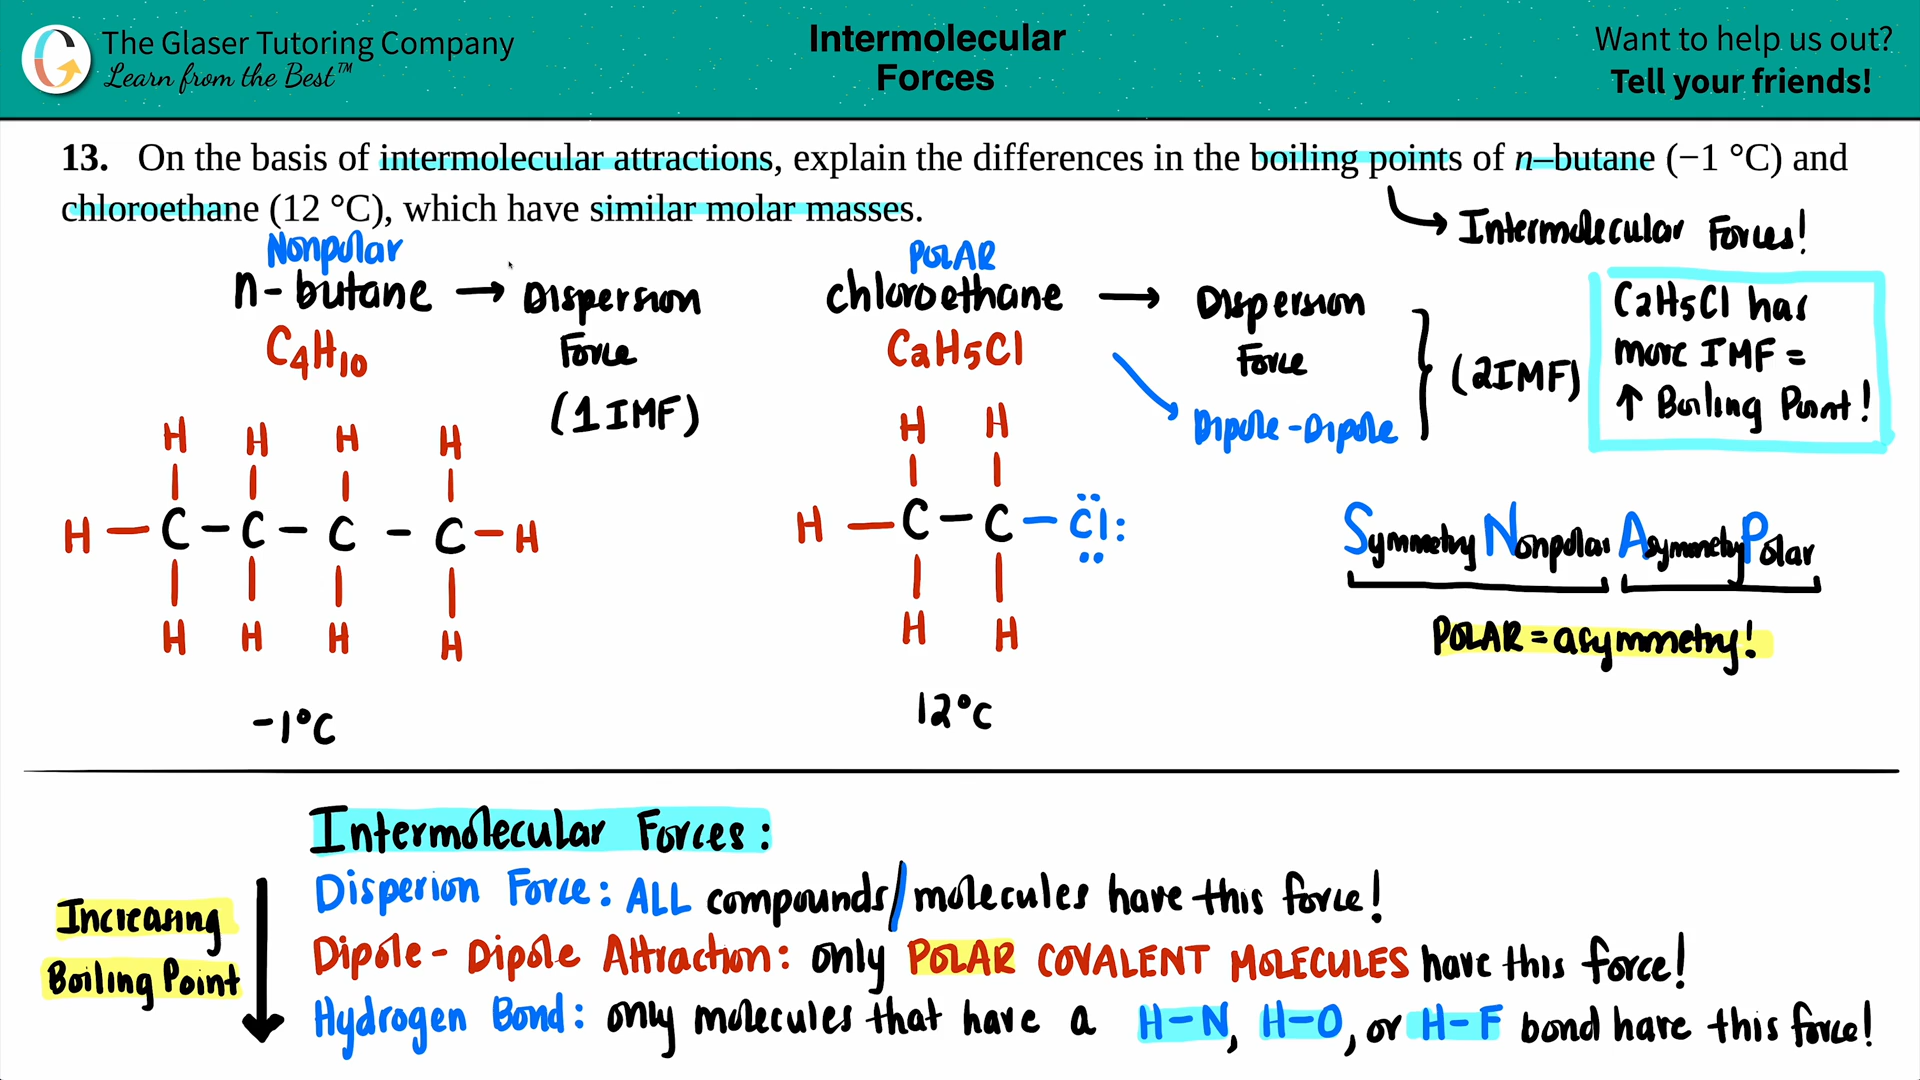 The Glaser Tutoring Company
Learn from the Best™
Intermolecular
Forces
Want to help us out?
Tell your friends!
13. On the basis of intermolecular attractions, explain the differences in the boiling points of n–butane (−1 °C) and
chloroethane (12 °C), which have similar molar masses.
Intermolecular Forces!
Nonpolar
n-butane → Dispersion
Force
(1 IMF)
C4H10
POLAR
chloroethane → Dispersion
Force
Dipole-Dipole
(2IMF)
C2H5Cl
C2H5Cl has
more IMF =
↑ Boiling Point!
H H H H
H — C — C — C — C — H
H H H H
-1°C
H H
H — C — C — Cl:
H H
12°C
Symmetry Nonpolar Asymmetry Polar
POLAR = asymmetry!
Intermolecular Forces:
Increasing
Boiling Point
Disperion Force: ALL compounds/molecules have this force!
Dipole-Dipole Attraction: only POLAR COVALENT MOLECULES have this force!
Hydrogen Bond: only molecules that have a H-N, H-O, or H-F bond have this force!